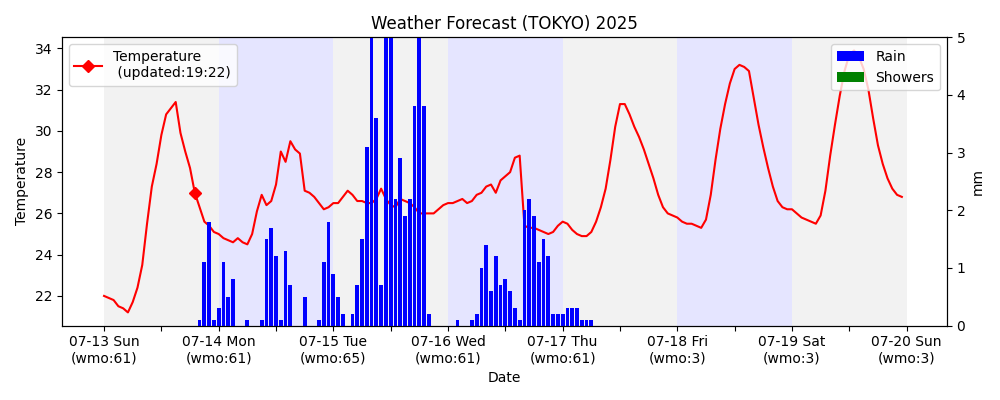 Weather Forecast (TOKYO) 2025
Temperature
(updated:19:22)
Rain
Showers
34
32
30
28
26
24
22
Temperature
5
4
3
2
1
0
mm
07-13 Sun
(wmo:61)
07-14 Mon
(wmo:61)
07-15 Tue
(wmo:65)
07-16 Wed
(wmo:61)
07-17 Thu
(wmo:61)
07-18 Fri
(wmo:3)
07-19 Sat
(wmo:3)
07-20 Sun
(wmo:3)
Date